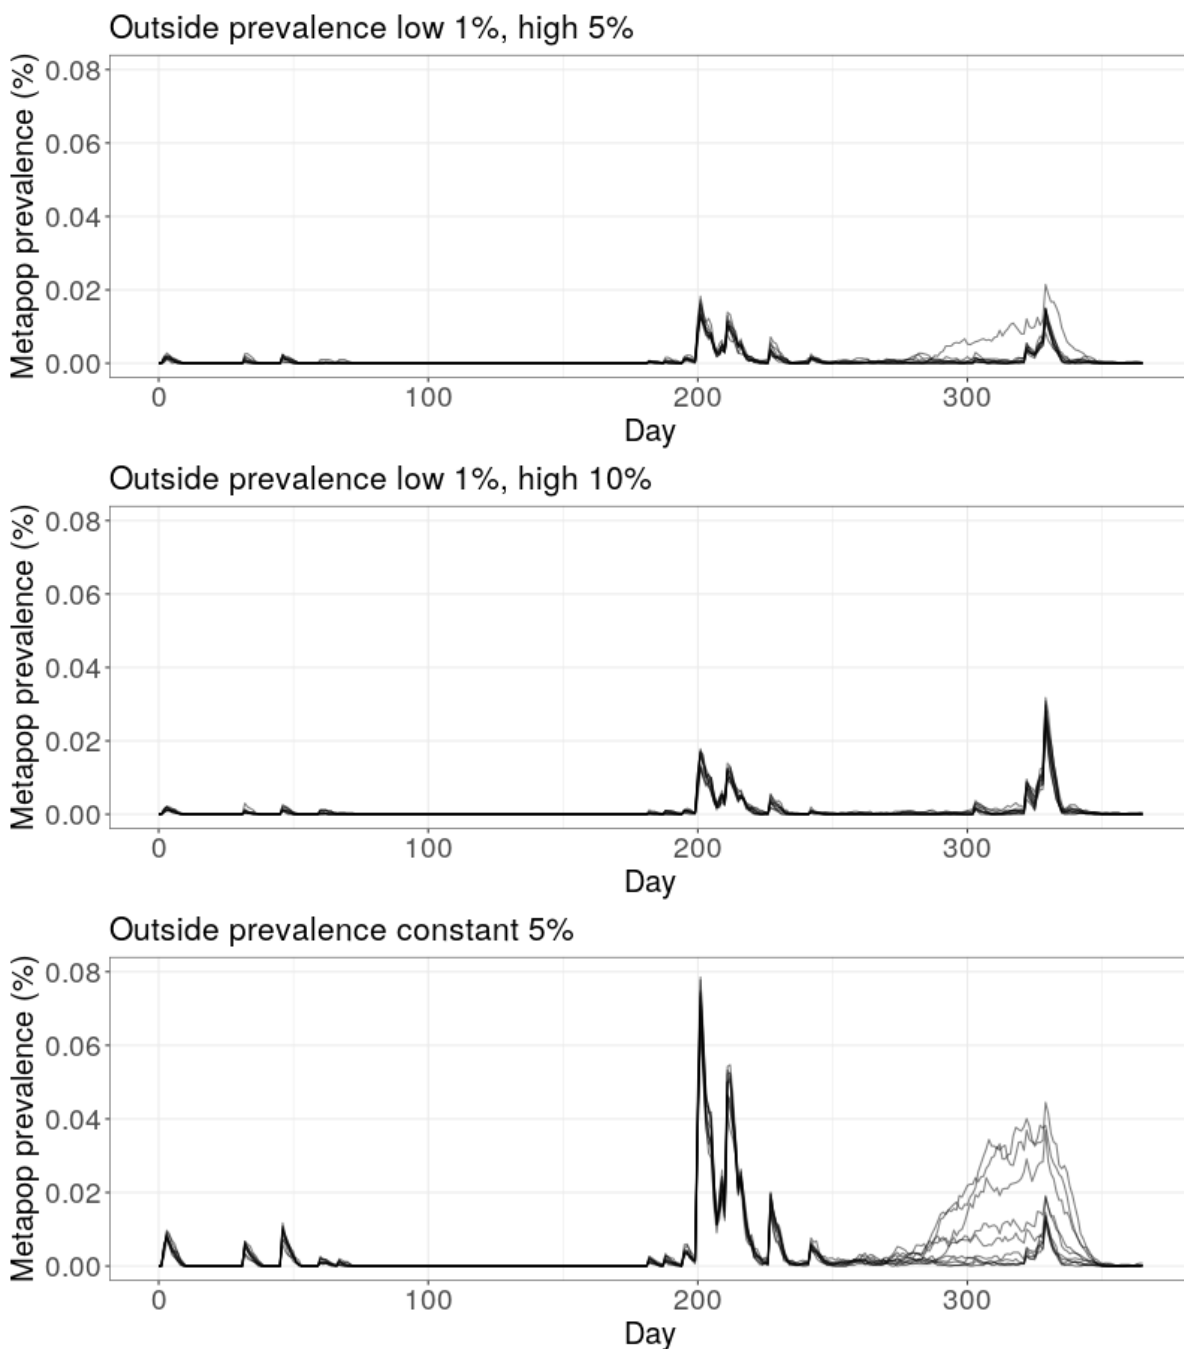 Outside prevalence low 1%, high 5%
Metapop prevalence (%)
0.08
0.06
0.04
0.02
0.00
0 100 200 300
Day
Outside prevalence low 1%, high 10%
Metapop prevalence (%)
0.08
0.06
0.04
0.02
0.00
0 100 200 300
Day
Outside prevalence constant 5%
Metapop prevalence (%)
0.08
0.06
0.04
0.02
0.00
0 100 200 300
Day